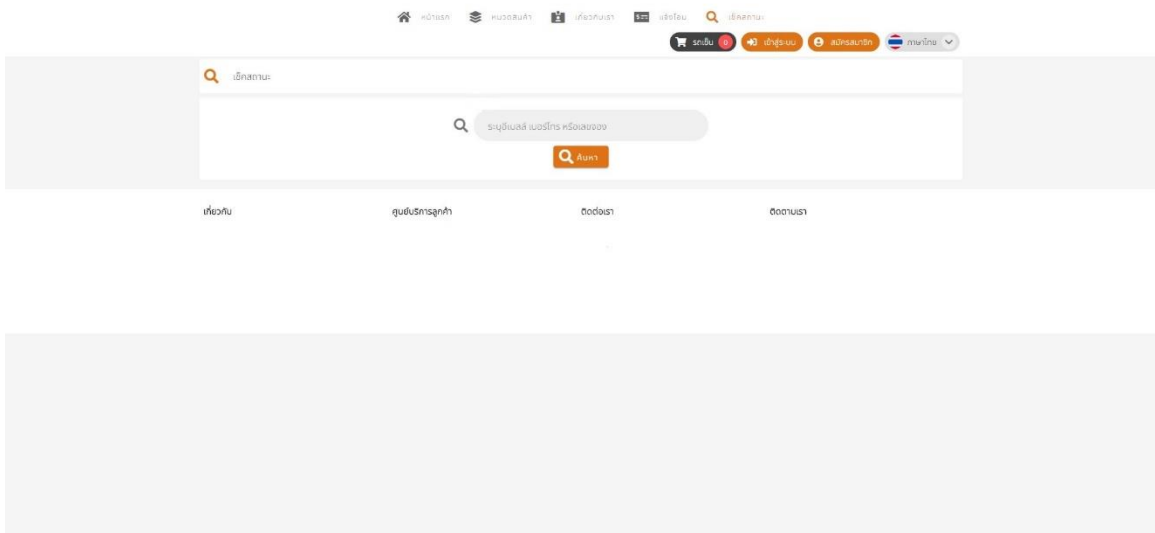 หน้าแรก หมวดสินค้า เกี่ยวกับเรา แจ้งโอน เช็คสถานะ
รถเข็น 0 เข้าสู่ระบบ สมัครสมาชิก ภาษาไทย
เช็คสถานะ
ระบุอีเมลล์ เบอร์โทร หรือเลขจอง
ค้นหา
เกี่ยวกับ ศูนย์บริการลูกค้า ติดต่อเรา ติดตามเรา